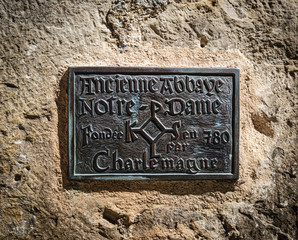 Ancienne Abbaye
Notre Dame
Fondée K S en 780
par
Charlemagne